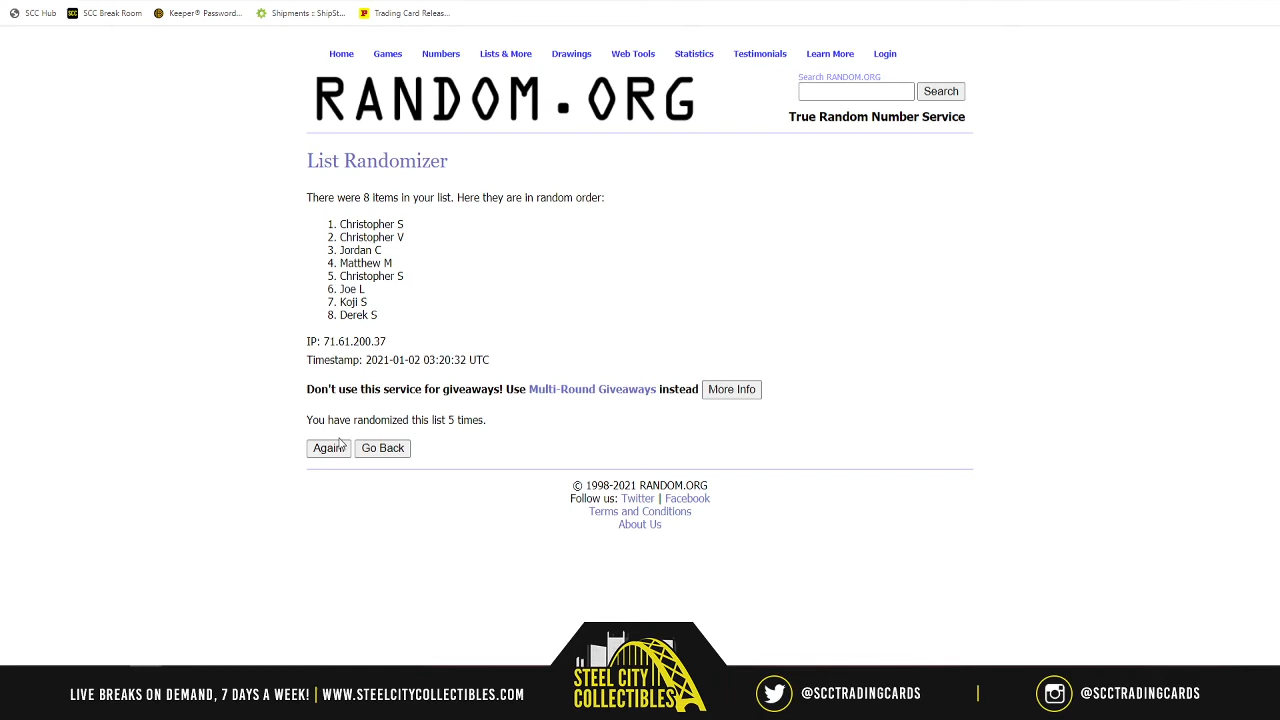 SCC Hub SCC Break Room Keeper® Password... Shipments :: ShipSt... Trading Card Releas...
Home Games Numbers Lists & More Drawings Web Tools Statistics Testimonials Learn More Login
RANDOM.ORG
Search RANDOM.ORG
Search
True Random Number Service
List Randomizer
There were 8 items in your list. Here they are in random order:
1. Christopher S
2. Christopher V
3. Jordan C
4. Matthew M
5. Christopher S
6. Joe L
7. Koji S
8. Derek S
IP: 71.61.200.37
Timestamp: 2021-01-02 03:20:32 UTC
Don't use this service for giveaways! Use Multi-Round Giveaways instead More Info
You have randomized this list 5 times.
Again! Go Back
© 1998-2021 RANDOM.ORG
Follow us: Twitter | Facebook
Terms and Conditions
About Us
LIVE BREAKS ON DEMAND, 7 DAYS A WEEK! | WWW.STEELCITYCOLLECTIBLES.COM
STEEL CITY
COLLECTIBLES
@SCCTRADINGCARDS | @SCCTRADINGCARDS